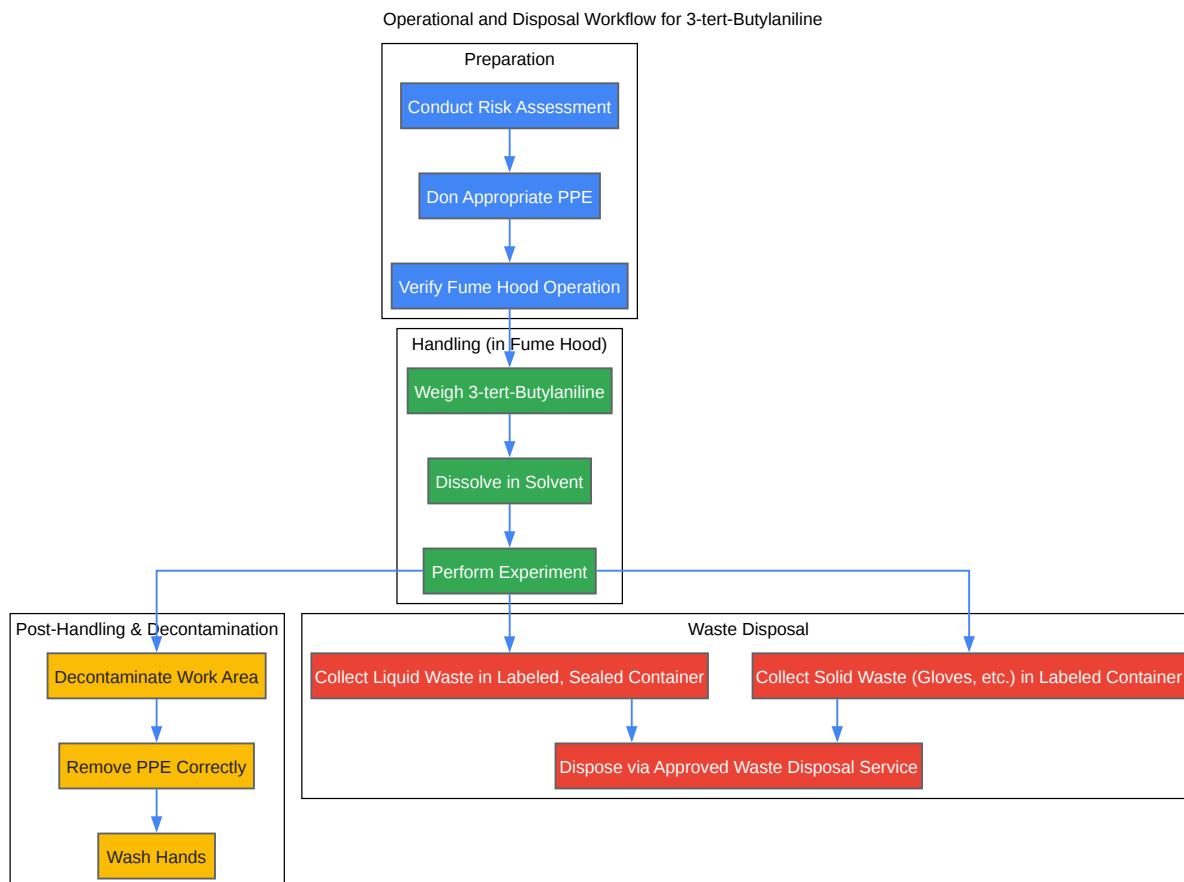 Operational and Disposal Workflow for 3-tert-Butylaniline
Preparation
Conduct Risk Assessment
Don Appropriate PPE
Verify Fume Hood Operation
Handling (in Fume Hood)
Weigh 3-tert-Butylaniline
Dissolve in Solvent
Perform Experiment
Post-Handling & Decontamination
Decontaminate Work Area
Remove PPE Correctly
Wash Hands
Waste Disposal
Collect Liquid Waste in Labeled, Sealed Container
Collect Solid Waste (Gloves, etc.) in Labeled Container
Dispose via Approved Waste Disposal Service